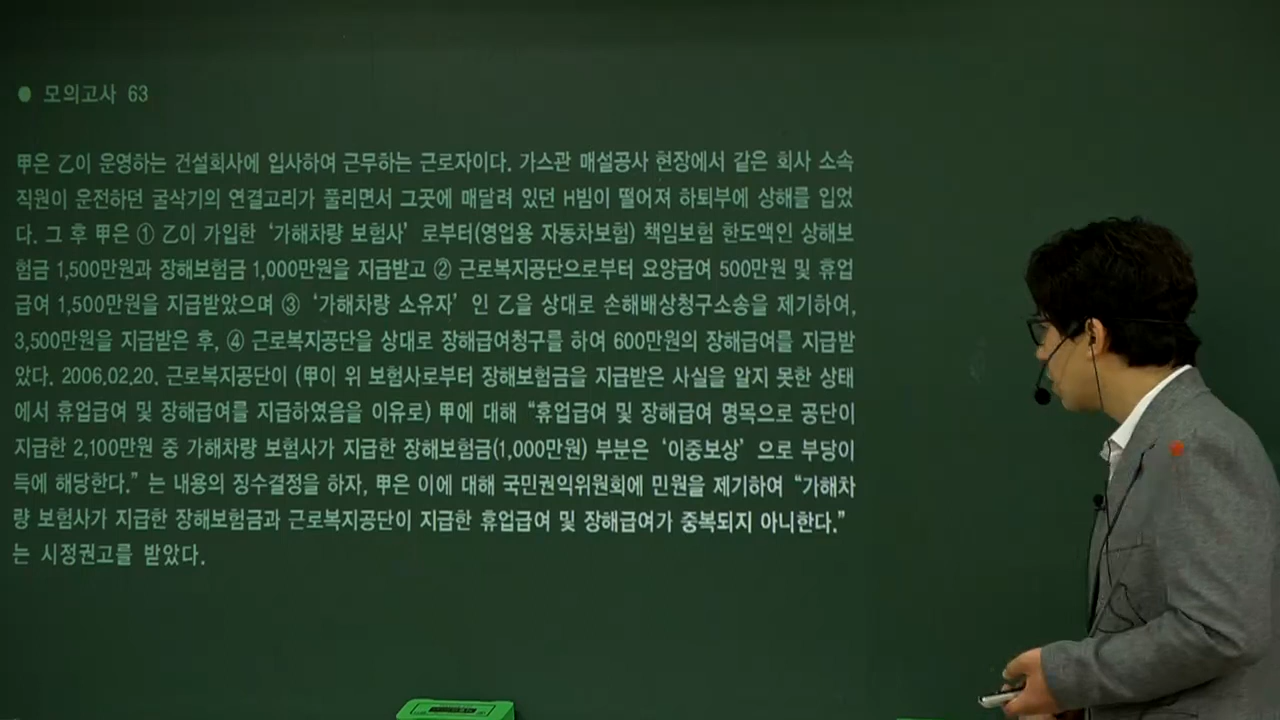 ● 모의고사 63
甲은 乙이 운영하는 건설회사에 입사하여 근무하는 근로자이다. 가스관 매설공사 현장에서 같은 회사 소속
직원이 운전하던 굴삭기의 연결고리가 풀리면서 그곳에 매달려 있던 H빔이 떨어져 하퇴부에 상해를 입었
다. 그 후 甲은 ① 乙이 가입한 ‘가해차량 보험사’ 로부터(영업용 자동차보험) 책임보험 한도액인 상해보
험금 1,500만원과 장해보험금 1,000만원을 지급받고 ② 근로복지공단으로부터 요양급여 500만원 및 휴업
급여 1,500만원을 지급받았으며 ③ ‘가해차량 소유자’ 인 乙을 상대로 손해배상청구소송을 제기하여,
3,500만원을 지급받은 후, ④ 근로복지공단을 상대로 장해급여청구를 하여 600만원의 장해급여를 지급받
았다. 2006.02.20. 근로복지공단이 (甲이 위 보험사로부터 장해보험금을 지급받은 사실을 알지 못한 상태
에서 휴업급여 및 장해급여를 지급하였음을 이유로) 甲에 대해 “휴업급여 및 장해급여 명목으로 공단이
지급한 2,100만원 중 가해차량 보험사가 지급한 장해보험금(1,000만원) 부분은 ‘이중보상’ 으로 부당이
득에 해당한다.” 는 내용의 징수결정을 하자, 甲은 이에 대해 국민권익위원회에 민원을 제기하여 “가해차
량 보험사가 지급한 장해보험금과 근로복지공단이 지급한 휴업급여 및 장해급여가 중복되지 아니한다.”
는 시정권고를 받았다.